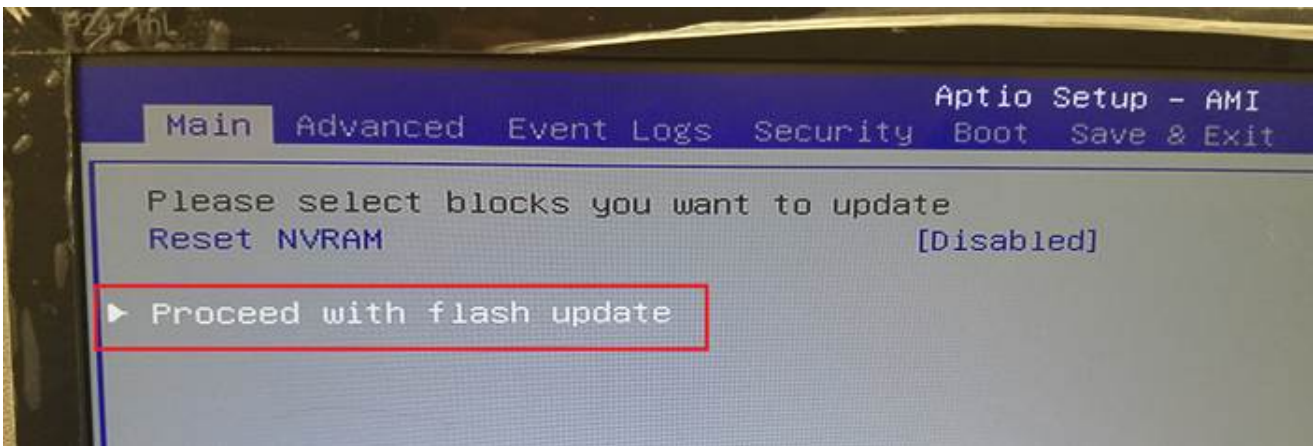 P2471hL
Aptio Setup – AMI
Main Advanced Event Logs Security Boot Save & Exit
Please select blocks you want to update
Reset NVRAM [Disabled]
▶ Proceed with flash update